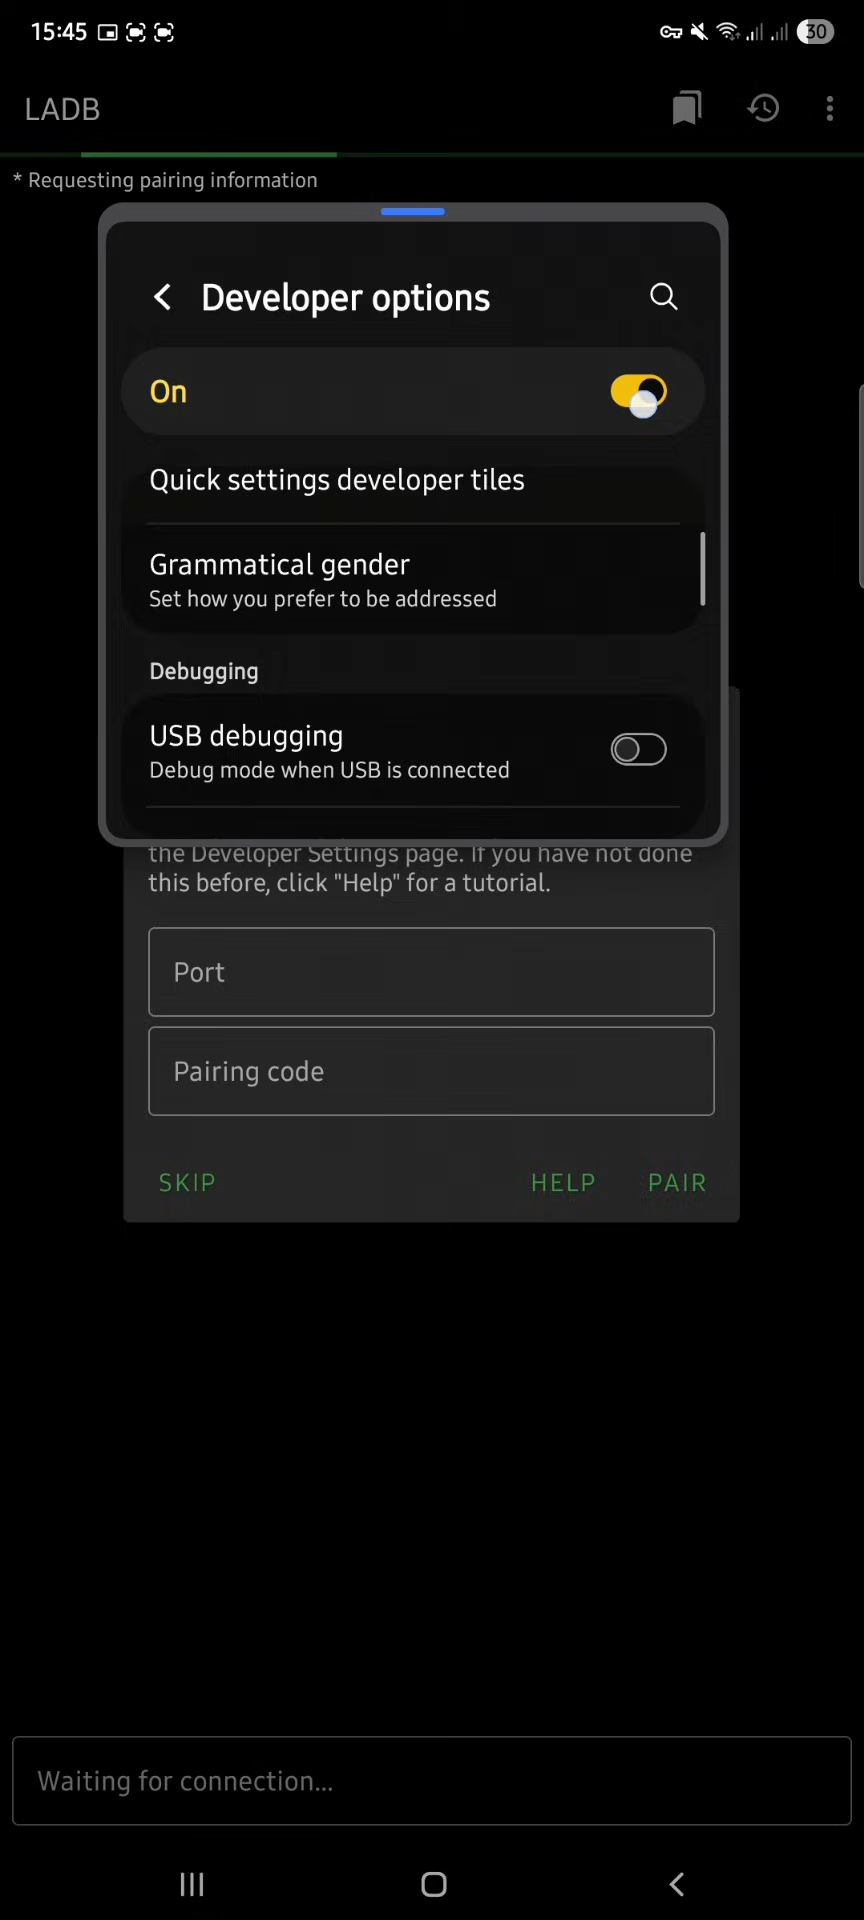 15:45
30
LADB
* Requesting pairing information
Developer options
On
Quick settings developer tiles
Grammatical gender
Set how you prefer to be addressed
Debugging
USB debugging
Debug mode when USB is connected
the Developer Settings page. If you have not done
this before, click "Help" for a tutorial.
Port
Pairing code
SKIP
HELP
PAIR
Waiting for connection...